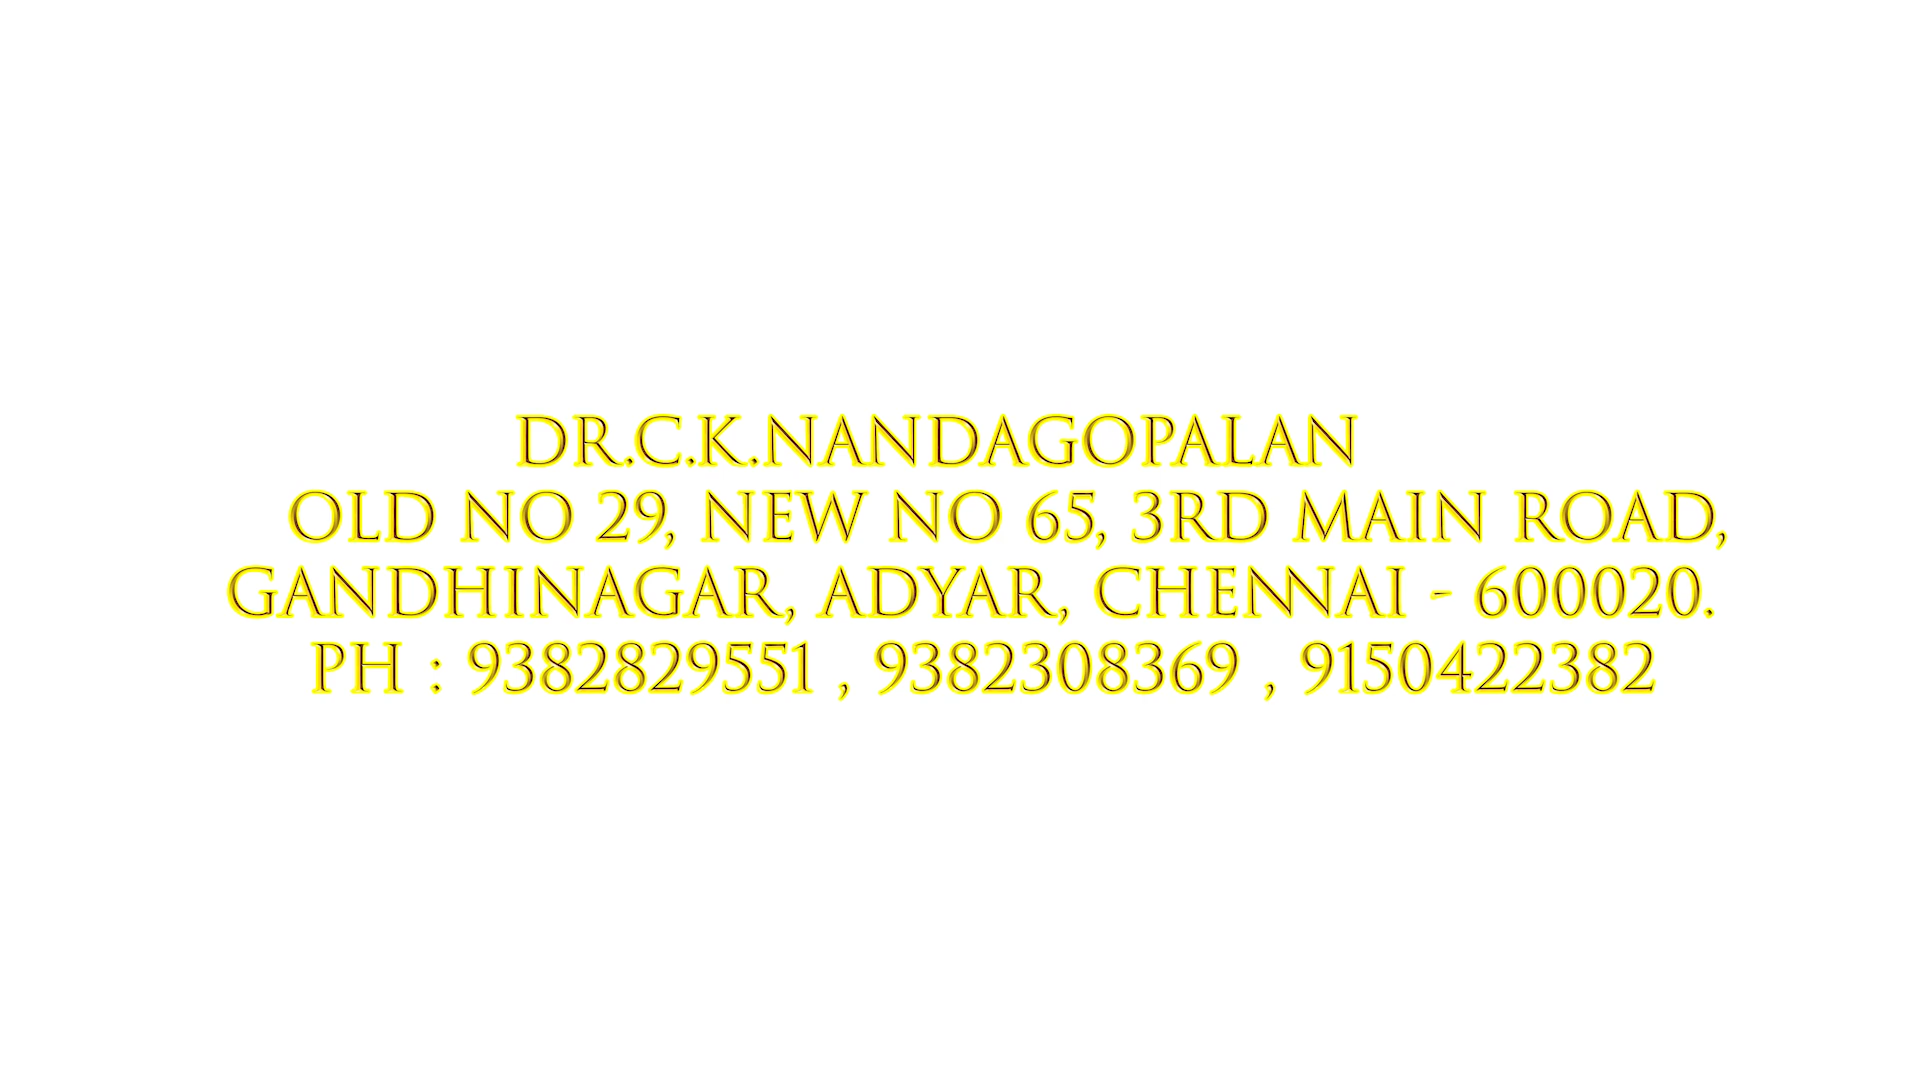 DR.C.K.NANDAGOPALAN
OLD NO 29, NEW NO 65, 3RD MAIN ROAD,
GANDHINAGAR, ADYAR, CHENNAI - 600020.
PH : 9382829551 , 9382308369 , 9150422382